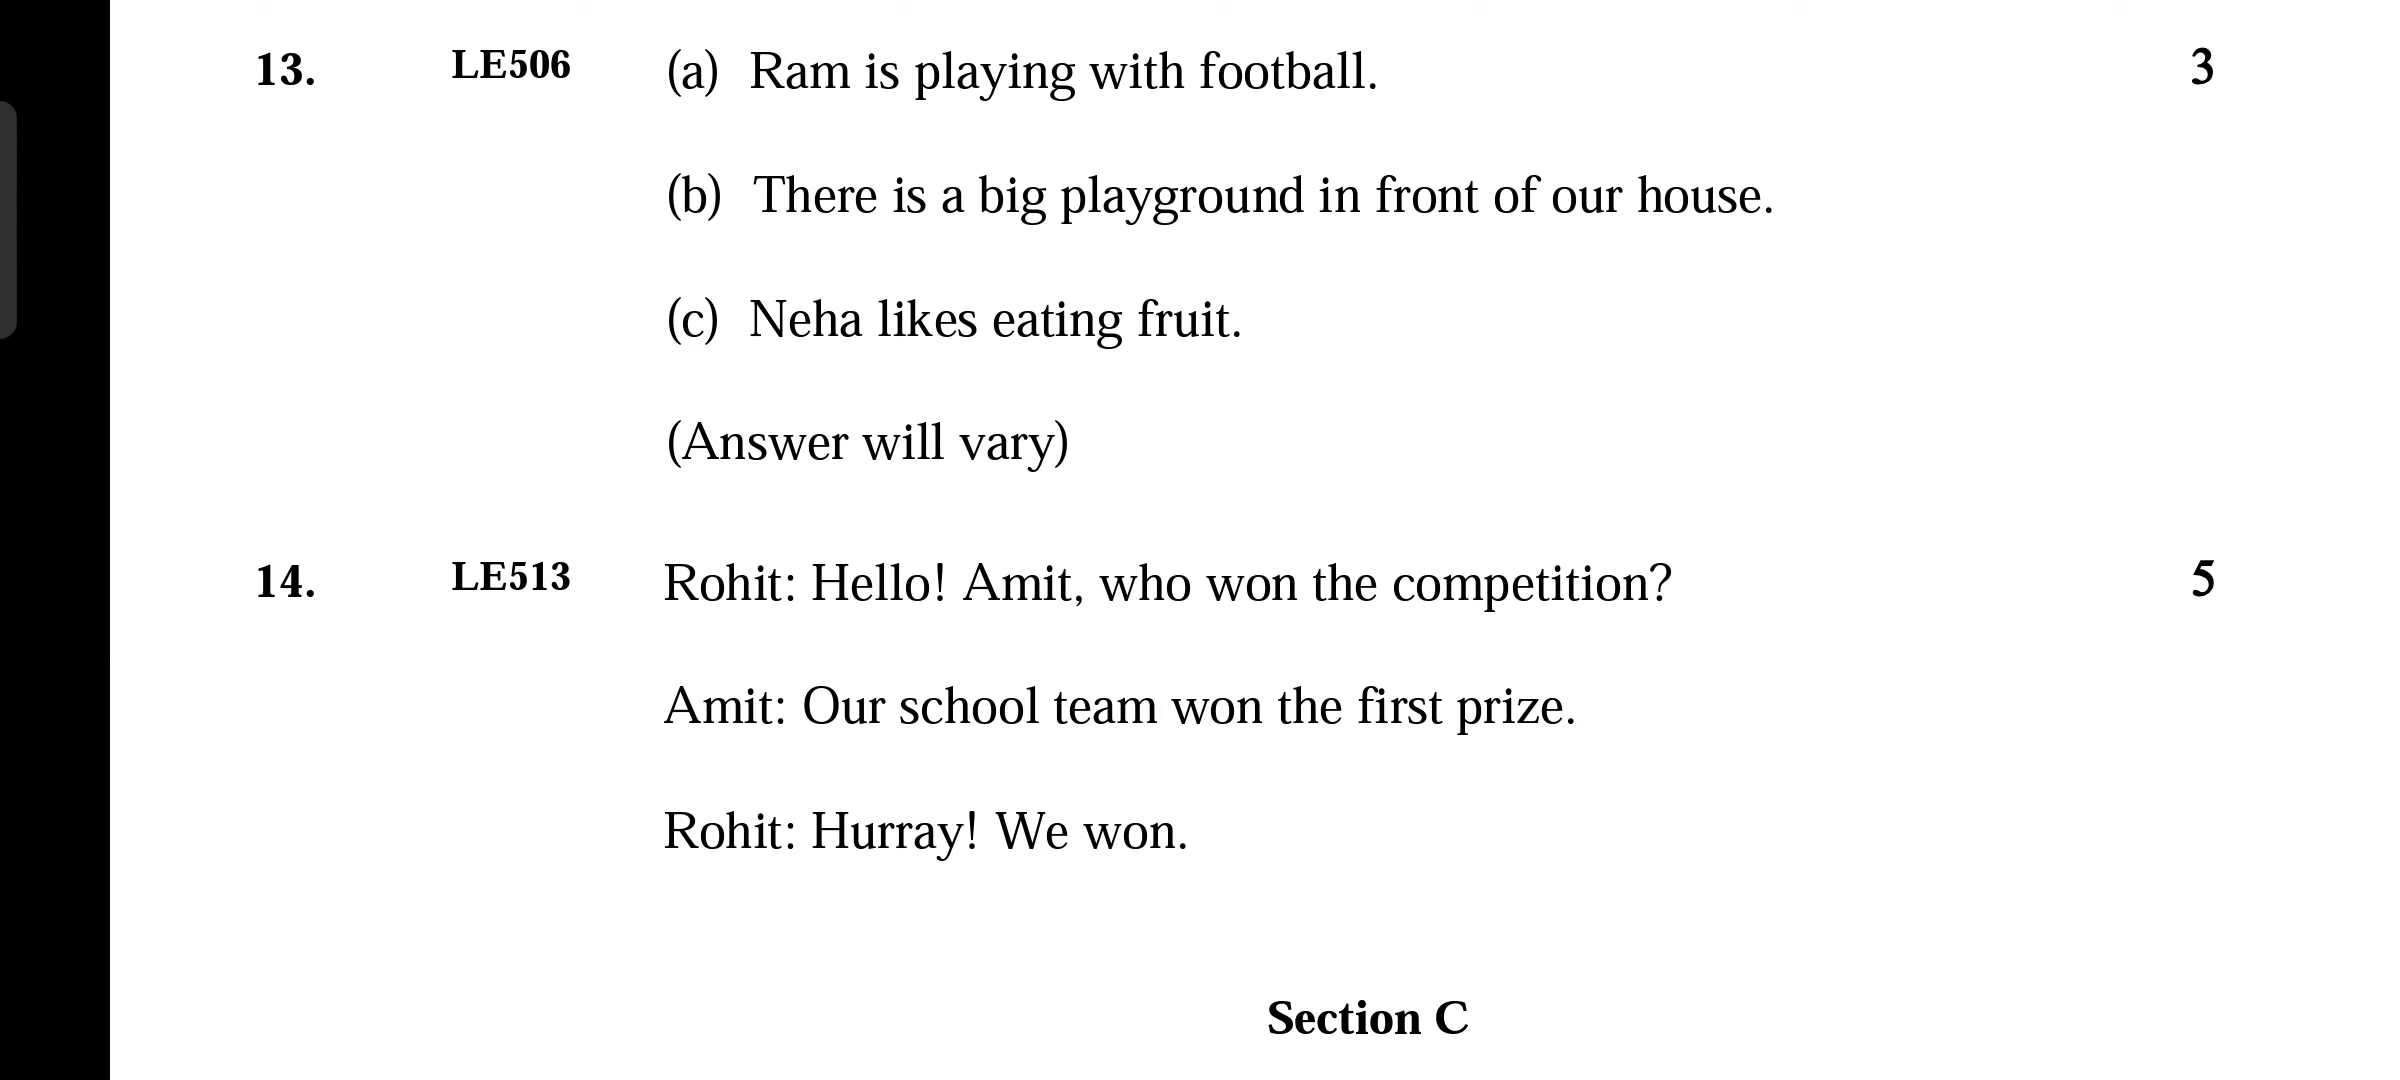 13. LE506 (a) Ram is playing with football. 3
(b) There is a big playground in front of our house.
(c) Neha likes eating fruit.
(Answer will vary)
14. LE513 Rohit: Hello! Amit, who won the competition? 5
Amit: Our school team won the first prize.
Rohit: Hurray! We won.
Section C